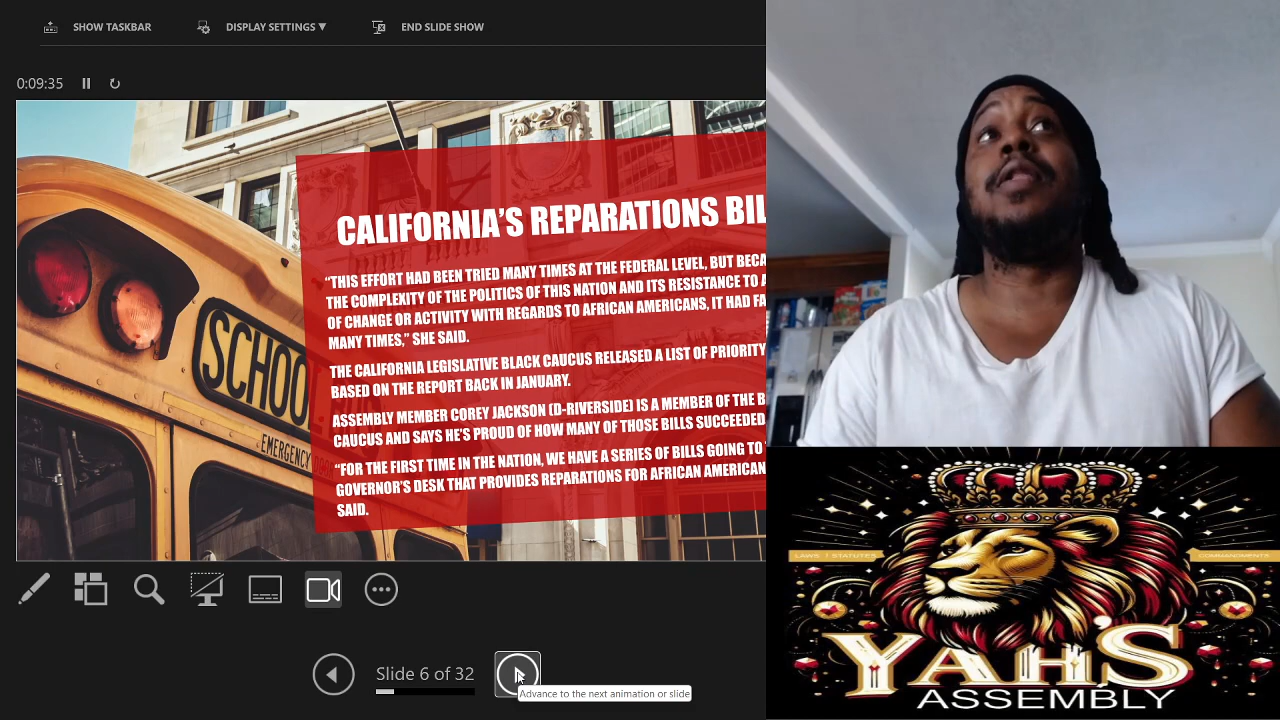 SHOW TASKBAR
DISPLAY SETTINGS ▼
END SLIDE SHOW
0:09:35
SCHOO
EMERGENCY
CALIFORNIA’S REPARATIONS BIL
“THIS EFFORT HAD BEEN TRIED MANY TIMES AT THE FEDERAL LEVEL, BUT BECA
THE COMPLEXITY OF THE POLITICS OF THIS NATION AND ITS RESISTANCE TO A
OF CHANGE OR ACTIVITY WITH REGARDS TO AFRICAN AMERICANS, IT HAD FA
MANY TIMES,” SHE SAID.
THE CALIFORNIA LEGISLATIVE BLACK CAUCUS RELEASED A LIST OF PRIORITY
BASED ON THE REPORT BACK IN JANUARY.
ASSEMBLY MEMBER COREY JACKSON (D-RIVERSIDE) IS A MEMBER OF THE B
CAUCUS AND SAYS HE’S PROUD OF HOW MANY OF THOSE BILLS SUCCEEDED
“FOR THE FIRST TIME IN THE NATION, WE HAVE A SERIES OF BILLS GOING TO
GOVERNOR’S DESK THAT PROVIDES REPARATIONS FOR AFRICAN AMERICAN
SAID.
Slide 6 of 32
Advance to the next animation or slide
LAWS / STATUTES
COMMANDMENTS
YAH'S
ASSEMBLY